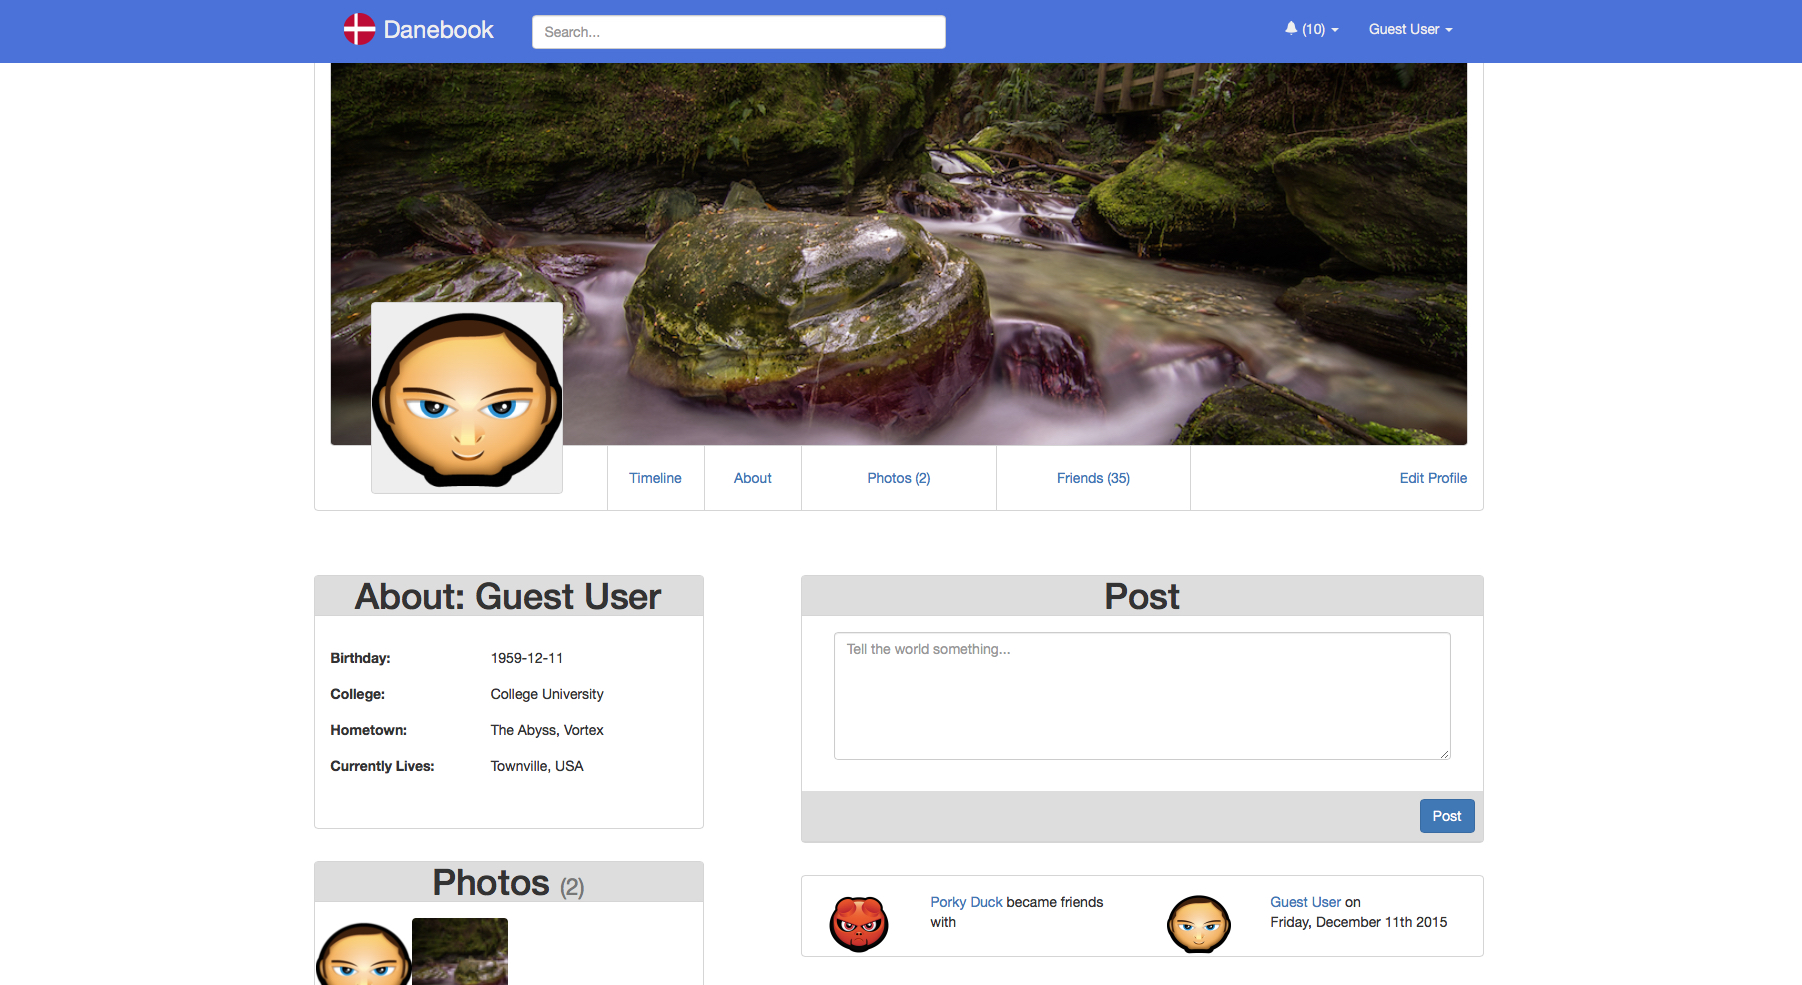 Danebook
Search...
(10)
Guest User
Timeline
About
Photos (2)
Friends (35)
Edit Profile
About: Guest User
Birthday: 1959-12-11
College: College University
Hometown: The Abyss, Vortex
Currently Lives: Townville, USA
Photos (2)
Post
Tell the world something...
Post
Porky Duck became friends
with
Guest User on
Friday, December 11th 2015